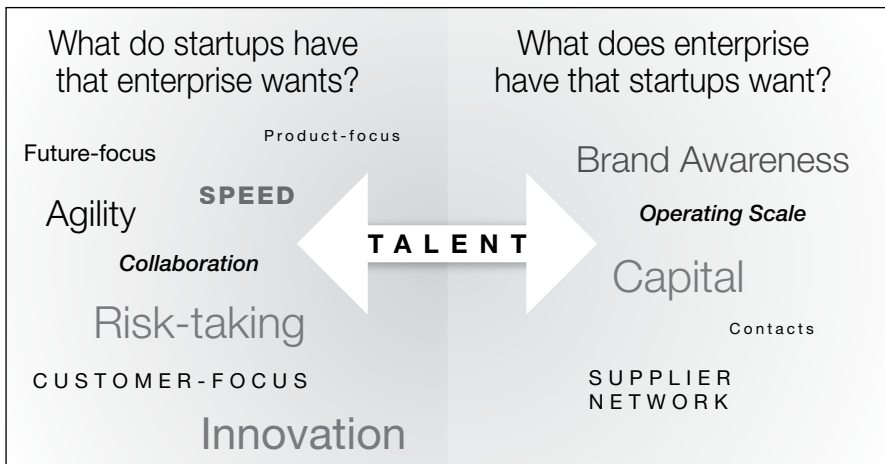 What do startups have
that enterprise wants?
Product-focus
Future-focus
SPEED
Agility
Collaboration
Risk-taking
CUSTOMER-FOCUS
Innovation
TALENT
What does enterprise
have that startups want?
Brand Awareness
Operating Scale
Capital
Contacts
SUPPLIER
NETWORK